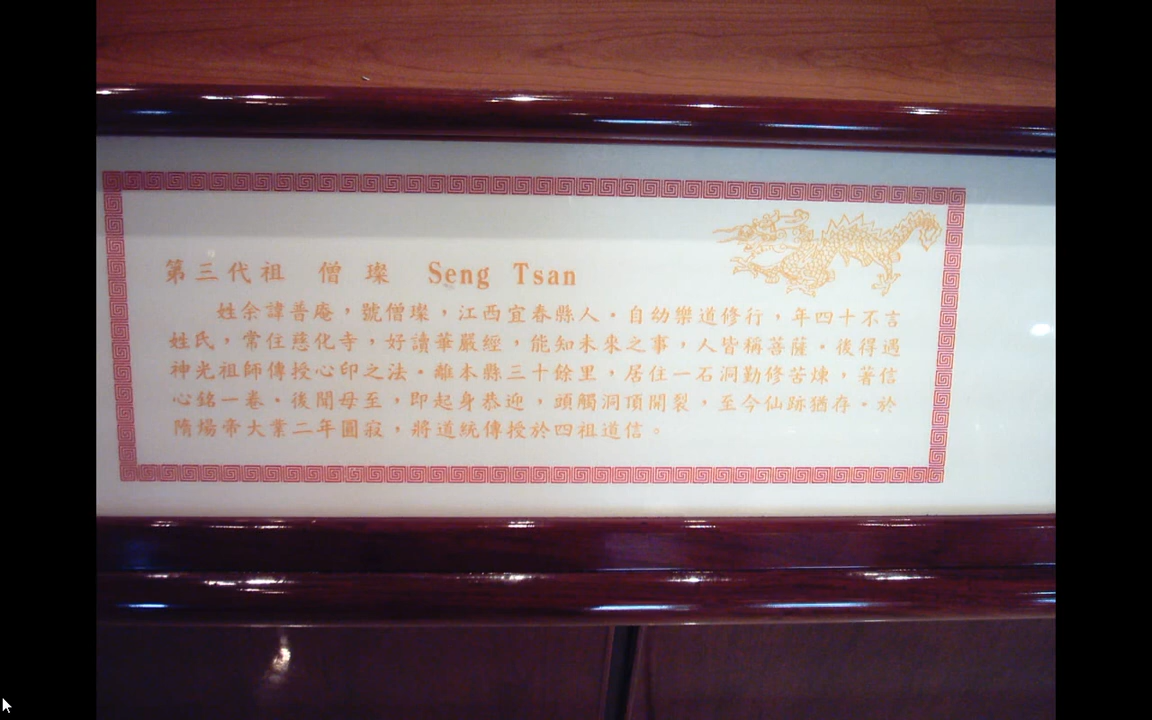 第三代祖 僧 璨 Seng Tsan
姓余諱普庵，號僧璨，江西宜春縣人。自幼樂道修行，年四十不言
姓氏，常住慈化寺，好讀華嚴經，能知未來之事，人皆稱菩薩。後得遇
神光祖師傳授心印之法。離本縣三十餘里，居住一石洞勤修苦煉，著信
心銘一卷。後聞母至，即起身恭迎，頭觸洞頂開裂，至今仙跡猶存。於
隋場帝大業二年圓寂，將道統傳授於四祖道信。